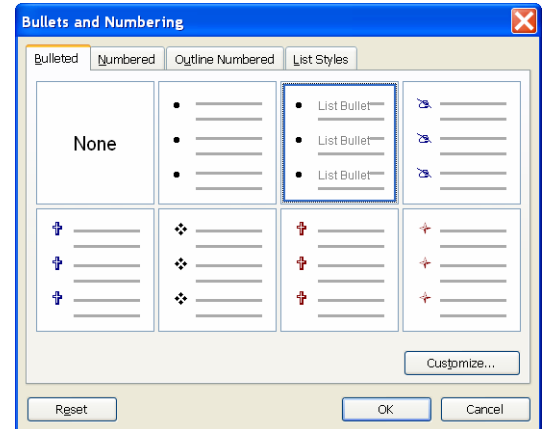 Bullets and Numbering
Bulleted Numbered Outline Numbered List Styles
None
List Bullet
List Bullet
List Bullet
Customize...
Reset OK Cancel